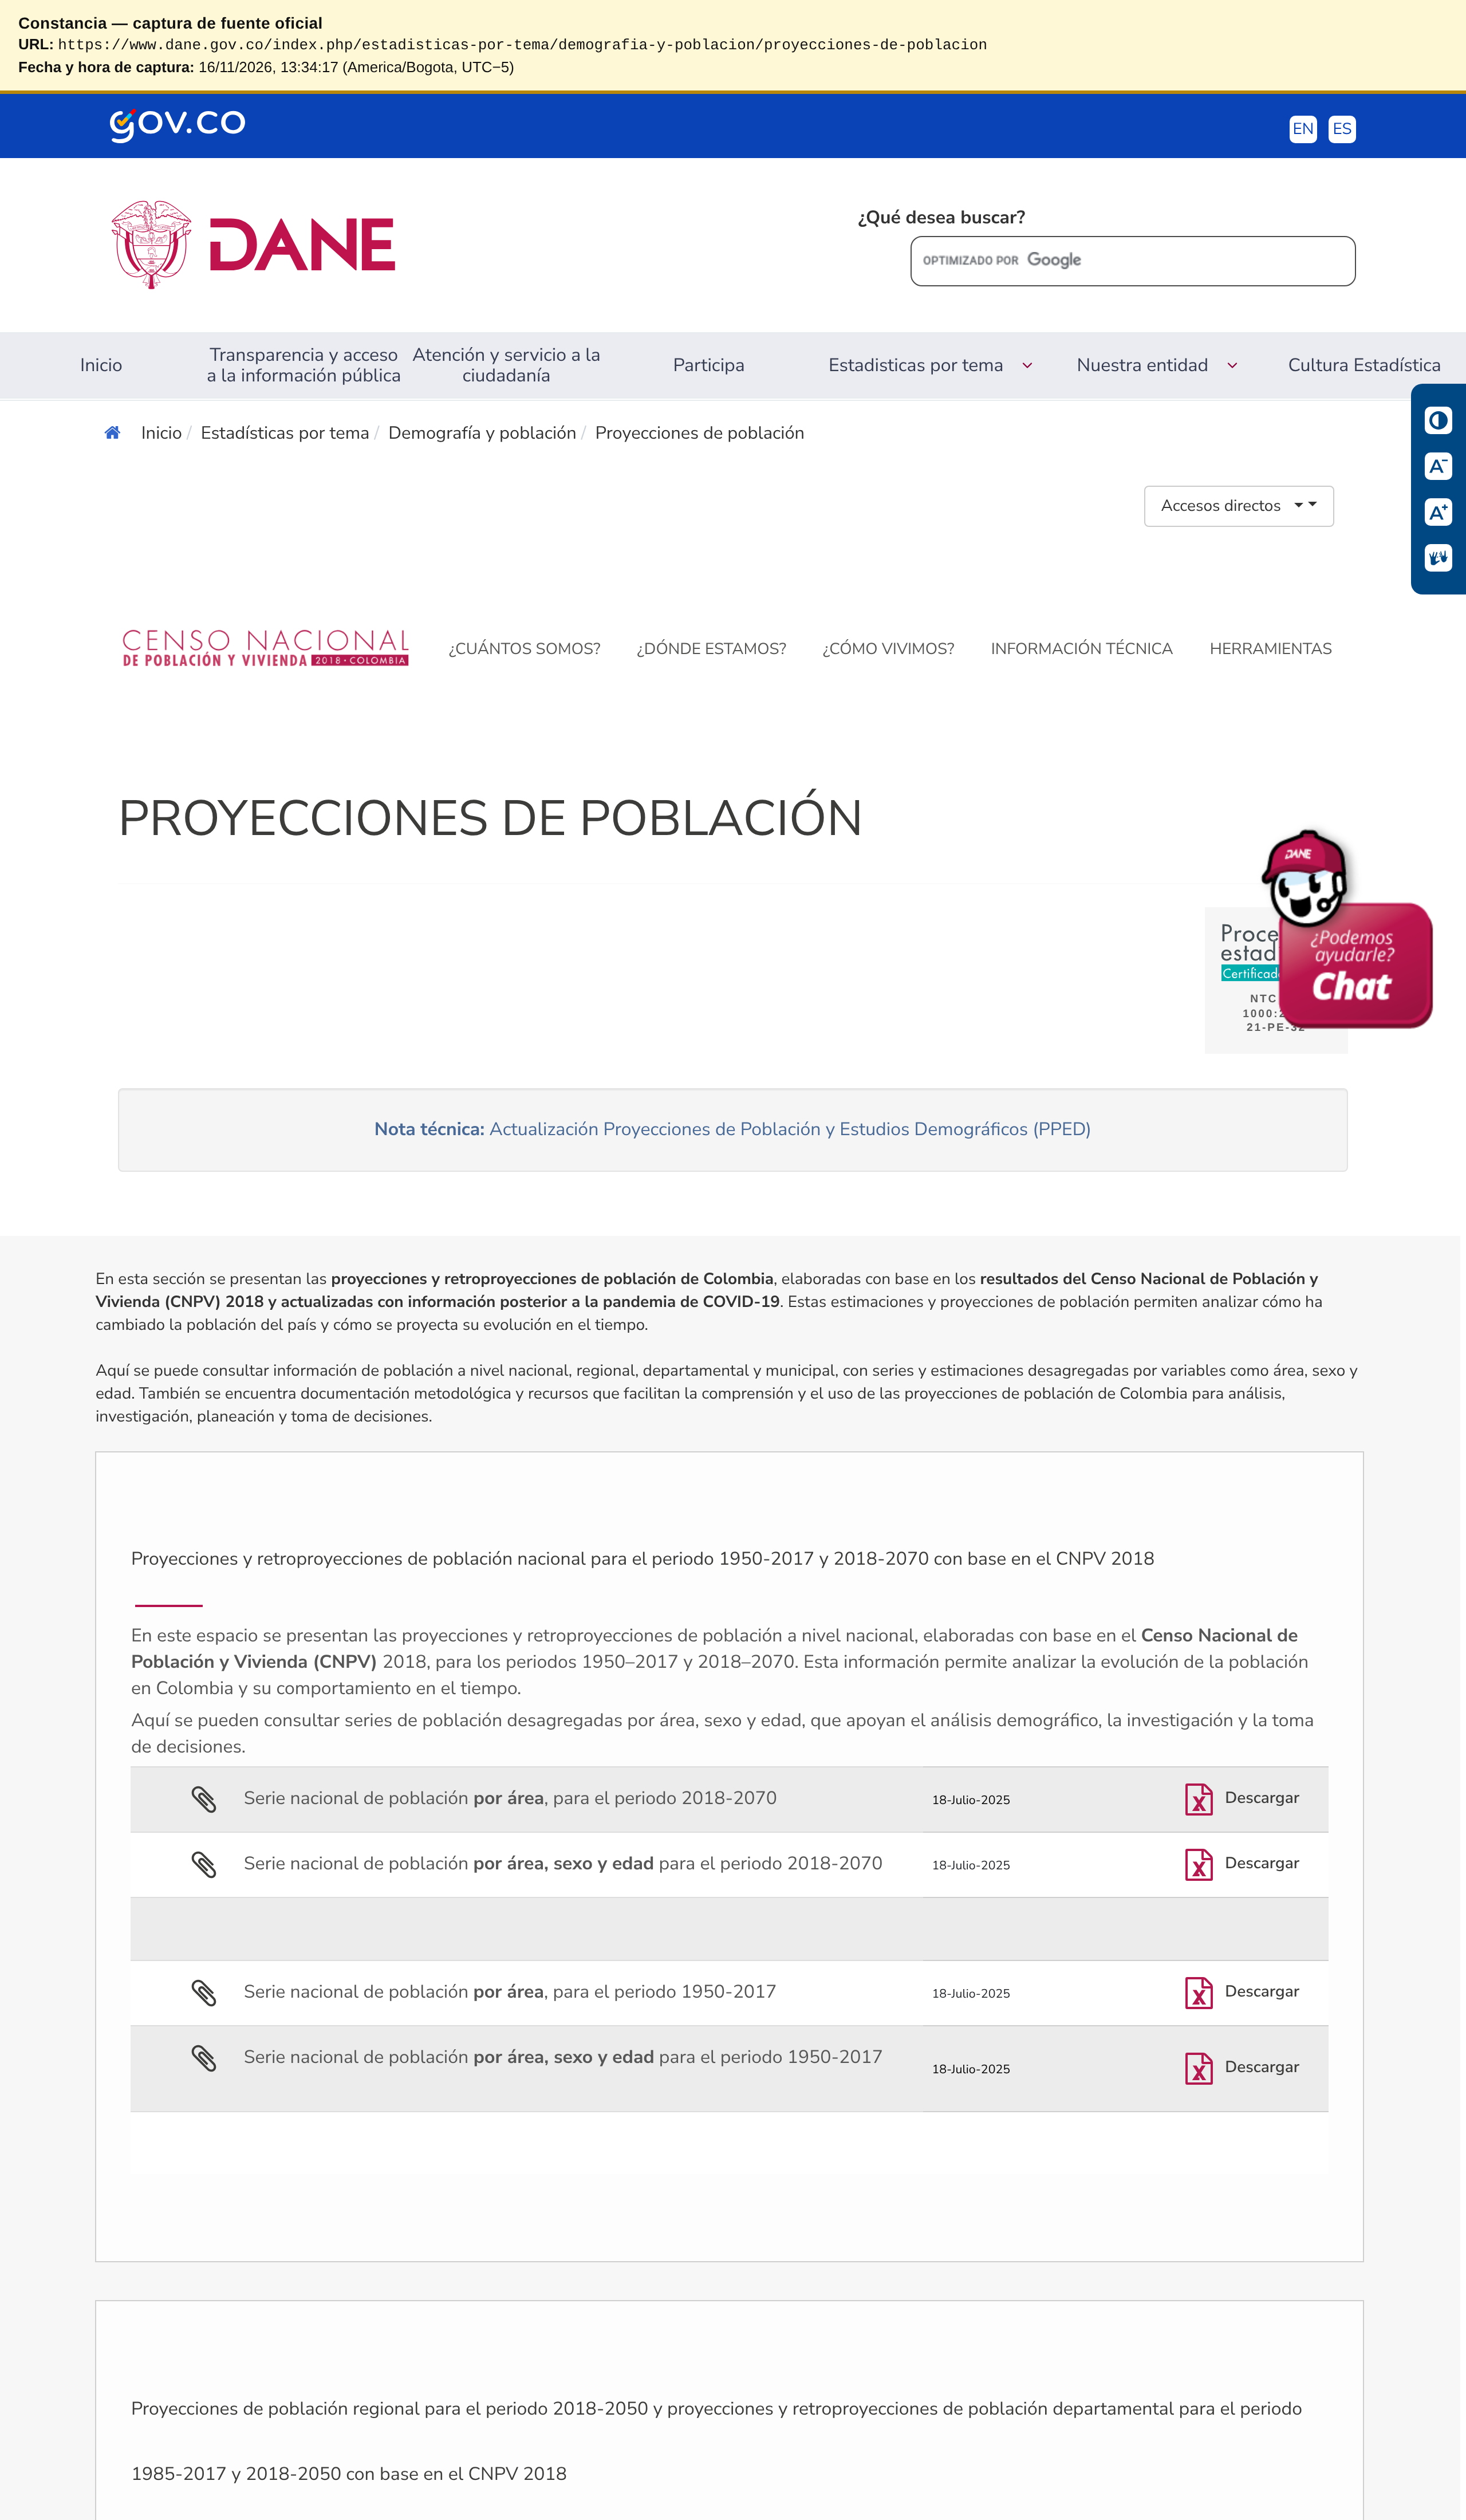 Constancia — captura de fuente oficial
URL: https://www.dane.gov.co/index.php/estadisticas-por-tema/demografia-y-poblacion/proyecciones-de-poblacion
Fecha y hora de captura: 16/11/2026, 13:34:17 (America/Bogota, UTC−5)
gov.co
EN ES
DANE
¿Qué desea buscar?
OPTIMIZADO POR Google
Inicio
Transparencia y acceso
a la información pública
Atención y servicio a la
ciudadanía
Participa
Estadisticas por tema
Nuestra entidad
Cultura Estadística
Inicio / Estadísticas por tema / Demografía y población / Proyecciones de población
A-
A+
Accesos directos
CENSO NACIONAL
DE POBLACIÓN Y VIVIENDA 2018 · COLOMBIA
¿CUÁNTOS SOMOS? ¿DÓNDE ESTAMOS? ¿CÓMO VIVIMOS? INFORMACIÓN TÉCNICA HERRAMIENTAS
PROYECCIONES DE POBLACIÓN
DANE
¿Podemos
ayudarle?
Chat
NTC
21-PE-32
Nota técnica: Actualización Proyecciones de Población y Estudios Demográficos (PPED)
En esta sección se presentan las proyecciones y retroproyecciones de población de Colombia, elaboradas con base en los resultados del Censo Nacional de Población y
Vivienda (CNPV) 2018 y actualizadas con información posterior a la pandemia de COVID-19. Estas estimaciones y proyecciones de población permiten analizar cómo ha
cambiado la población del país y cómo se proyecta su evolución en el tiempo.
Aquí se puede consultar información de población a nivel nacional, regional, departamental y municipal, con series y estimaciones desagregadas por variables como área, sexo y
edad. También se encuentra documentación metodológica y recursos que facilitan la comprensión y el uso de las proyecciones de población de Colombia para análisis,
investigación, planeación y toma de decisiones.
Proyecciones y retroproyecciones de población nacional para el periodo 1950-2017 y 2018-2070 con base en el CNPV 2018
En este espacio se presentan las proyecciones y retroproyecciones de población a nivel nacional, elaboradas con base en el Censo Nacional de
Población y Vivienda (CNPV) 2018, para los periodos 1950–2017 y 2018–2070. Esta información permite analizar la evolución de la población
en Colombia y su comportamiento en el tiempo.
Aquí se pueden consultar series de población desagregadas por área, sexo y edad, que apoyan el análisis demográfico, la investigación y la toma
de decisiones.
Serie nacional de población por área, para el periodo 2018-2070 18-Julio-2025 Descargar
Serie nacional de población por área, sexo y edad para el periodo 2018-2070 18-Julio-2025 Descargar
Serie nacional de población por área, para el periodo 1950-2017 18-Julio-2025 Descargar
Serie nacional de población por área, sexo y edad para el periodo 1950-2017 18-Julio-2025 Descargar
Proyecciones de población regional para el periodo 2018-2050 y proyecciones y retroproyecciones de población departamental para el periodo
1985-2017 y 2018-2050 con base en el CNPV 2018